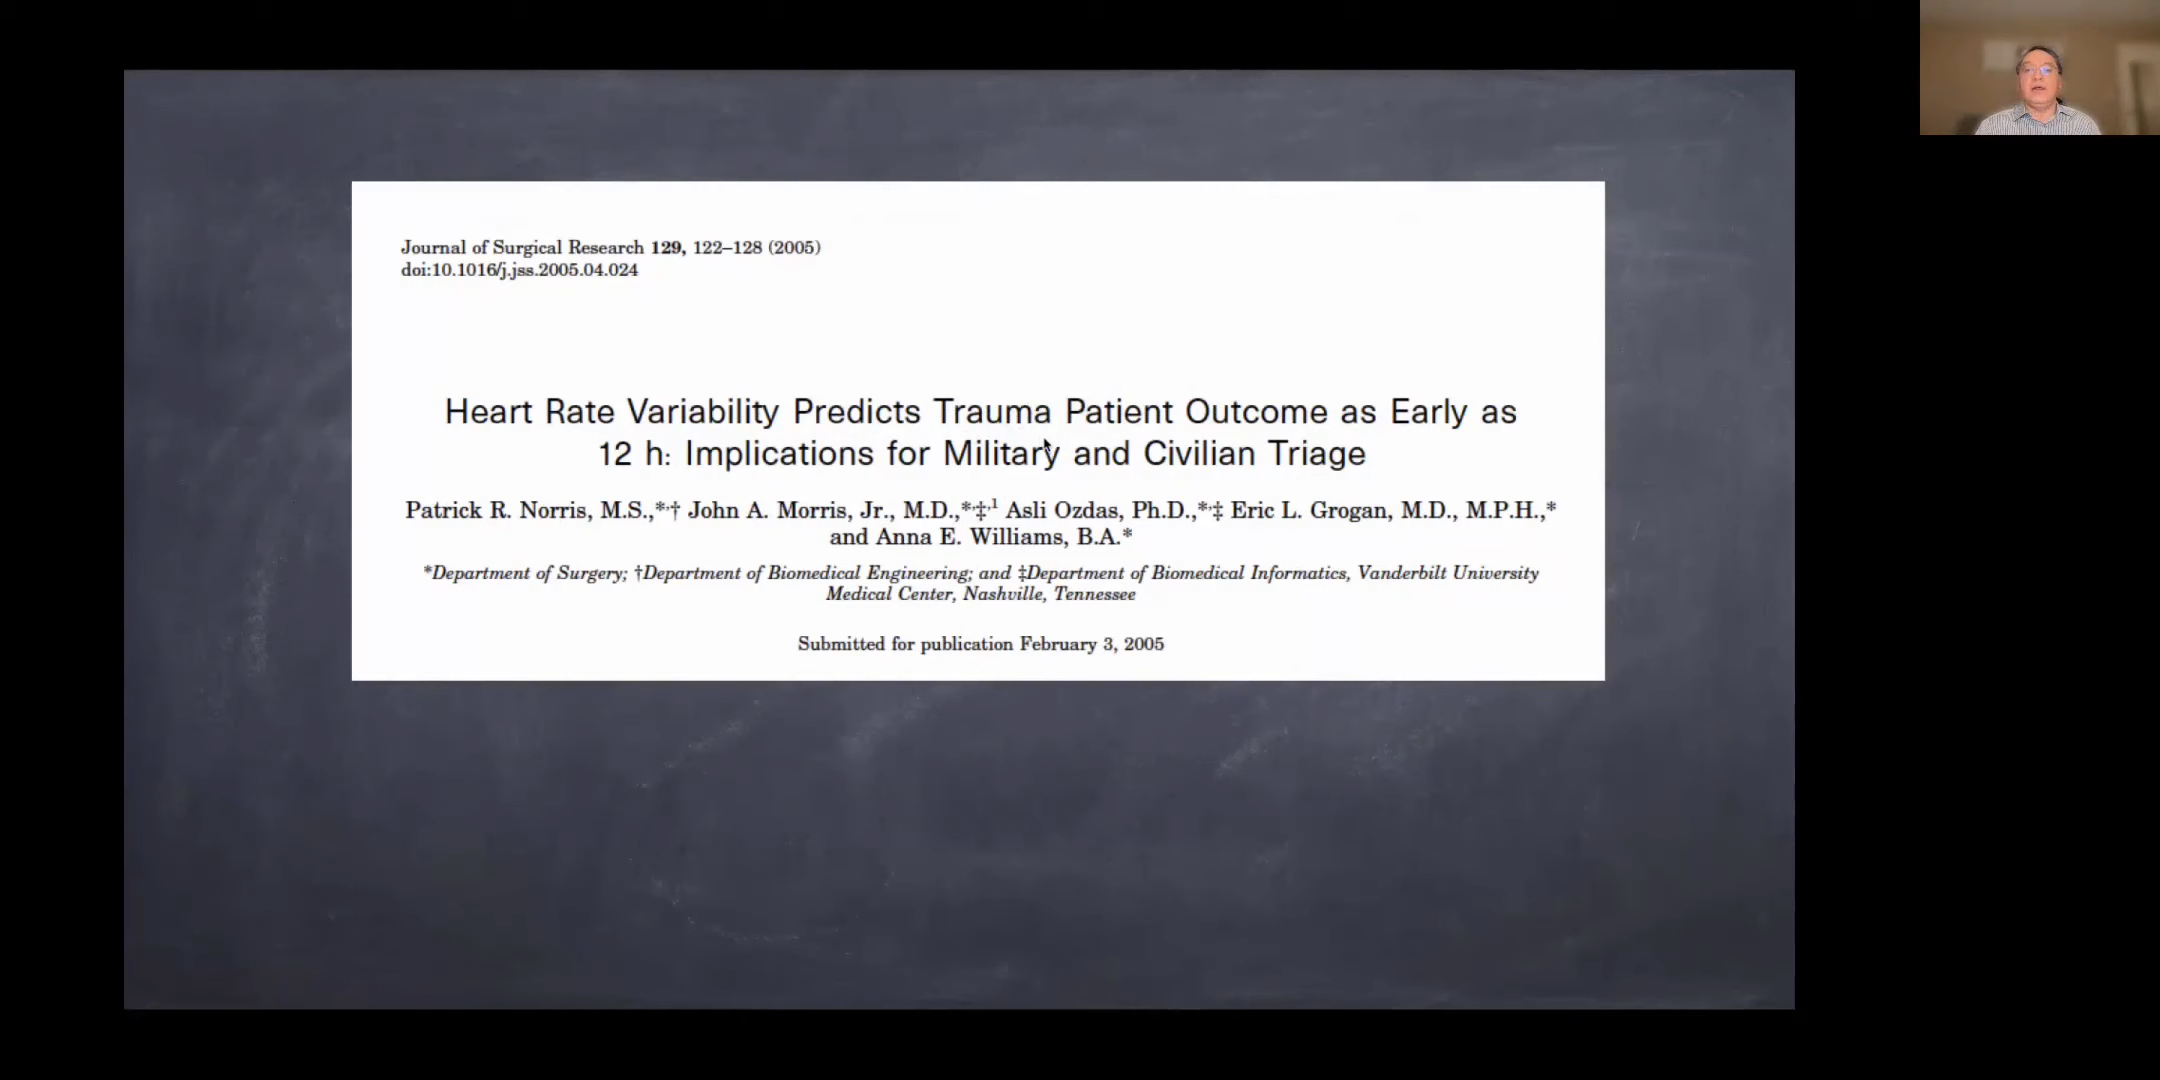 Journal of Surgical Research 129, 122–128 (2005)
doi:10.1016/j.jss.2005.04.024
Heart Rate Variability Predicts Trauma Patient Outcome as Early as
12 h: Implications for Military and Civilian Triage
Patrick R. Norris, M.S.,*,† John A. Morris, Jr., M.D.,*,‡,1 Asli Ozdas, Ph.D.,*,‡ Eric L. Grogan, M.D., M.P.H.,*
and Anna E. Williams, B.A.*
*Department of Surgery; †Department of Biomedical Engineering; and ‡Department of Biomedical Informatics, Vanderbilt University
Medical Center, Nashville, Tennessee
Submitted for publication February 3, 2005